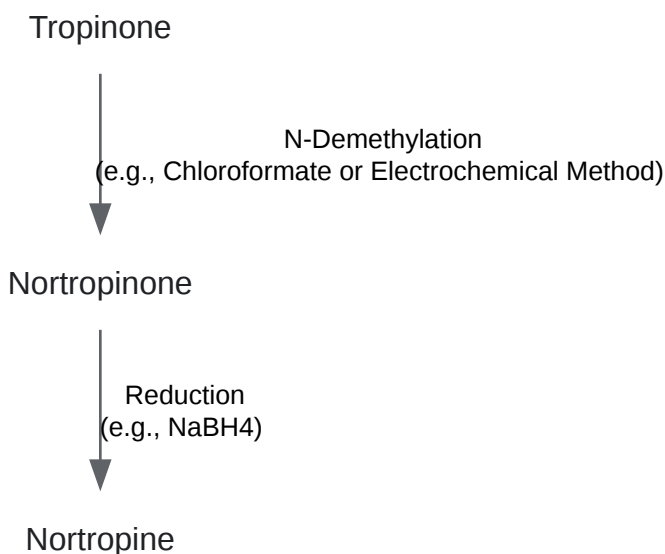 Tropinone
N-Demethylation
(e.g., Chloroformate or Electrochemical Method)
Nortropinone
Reduction
(e.g., NaBH4)
Nortropine